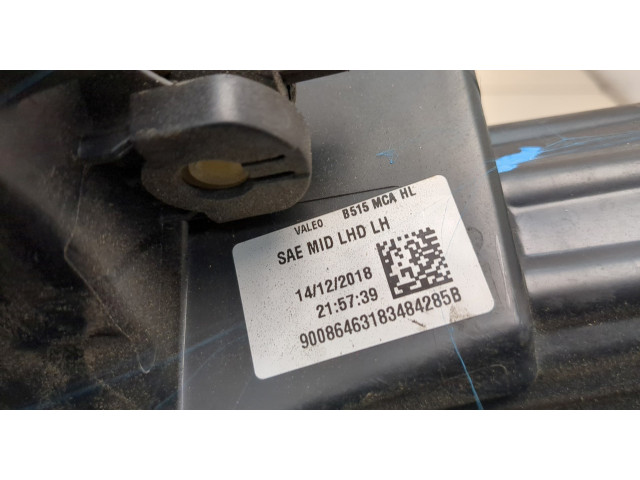 VALEO B515 MCA HL
SAE MID LHD LH
14/12/2018
21:57:39
90086463183484285B